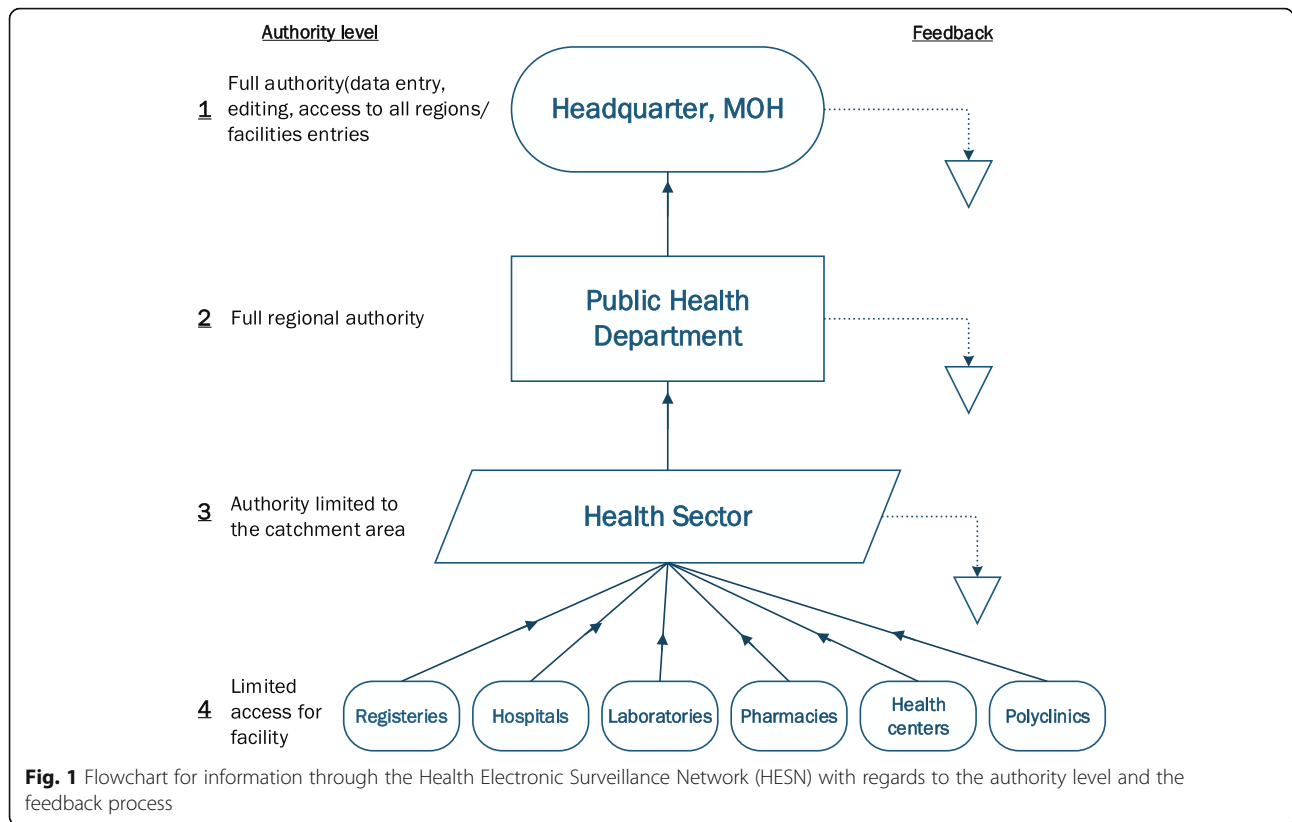 Authority level
Feedback
1
Full authority(data entry,
editing, access to all regions/
facilities entries
Headquarter, MOH
2
Full regional authority
Public Health
Department
3
Authority limited to
the catchment area
Health Sector
4
Limited
access for
facility
Registeries
Hospitals
Laboratories
Pharmacies
Health
centers
Polyclinics
Fig. 1 Flowchart for information through the Health Electronic Surveillance Network (HESN) with regards to the authority level and the
feedback process